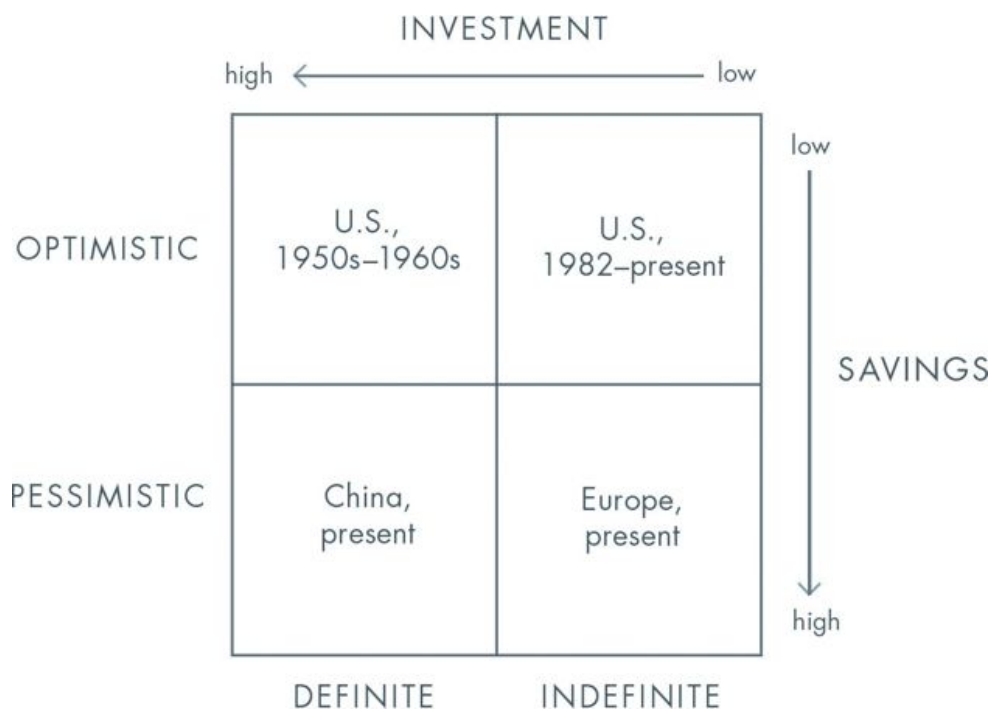 INVESTMENT
high
low
low
OPTIMISTIC
U.S.,
1950s–1960s
U.S.,
1982–present
SAVINGS
PESSIMISTIC
China,
present
Europe,
present
high
DEFINITE
INDEFINITE